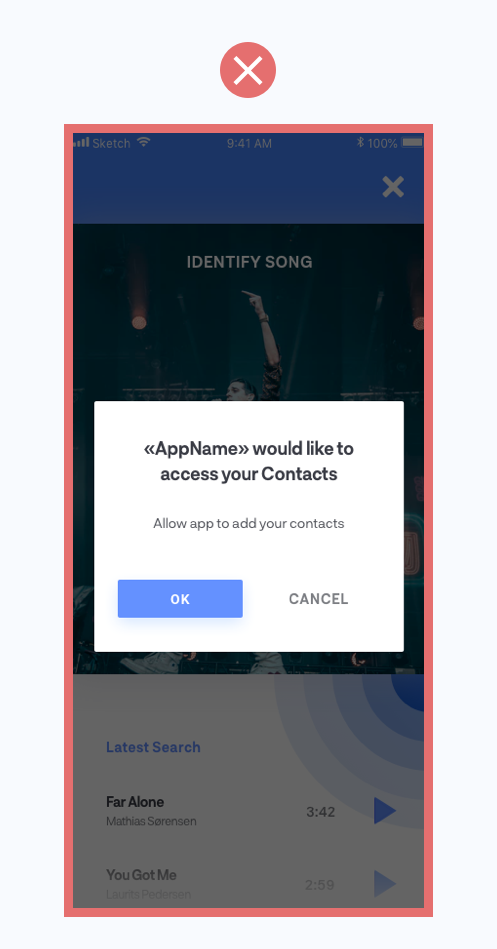 Sketch 9:41 AM 100%
IDENTIFY SONG
«AppName» would like to
access your Contacts
Allow app to add your contacts
OK CANCEL
Latest Search
Far Alone 3:42
Mathias Sørensen
You Got Me 2:59
Laurits Pedersen